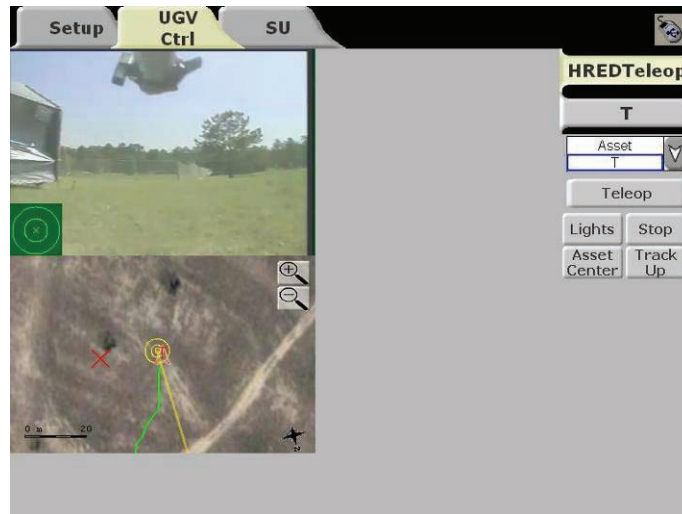 Setup
UGV
Ctrl
SU
HREDTeleop
T
Asset
T
Teleop
Lights
Stop
Asset
Center
Track
Up
0 m 20
N